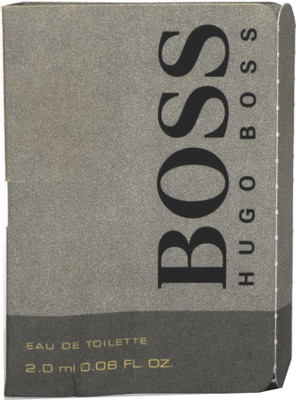 BOSS
HUGO BOSS
EAU DE TOILETTE
2.0 ml 0.06 FL. OZ.